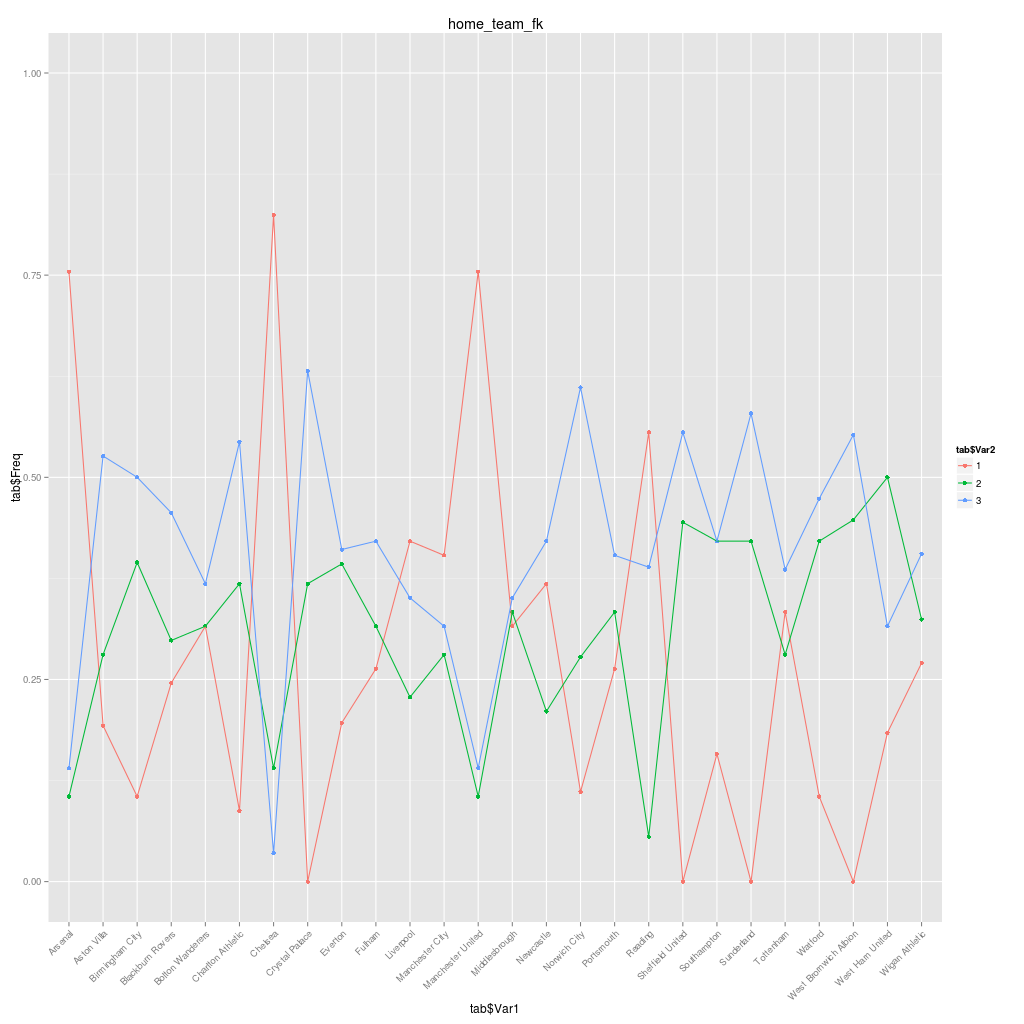 home_team_fk
1.00
0.75
0.50
0.25
0.00
tab$Freq
Arsenal
Aston Villa
Birmingham City
Blackburn Rovers
Bolton Wanderers
Charlton Athletic
Chelsea
Crystal Palace
Everton
Fulham
Liverpool
Manchester City
Manchester United
Middlesbrough
Newcastle
Norwich City
Portsmouth
Reading
Sheffield United
Southampton
Sunderland
Tottenham
Watford
West Bromwich Albion
West Ham United
Wigan Athletic
tab$Var1
tab$Var2
1
2
3